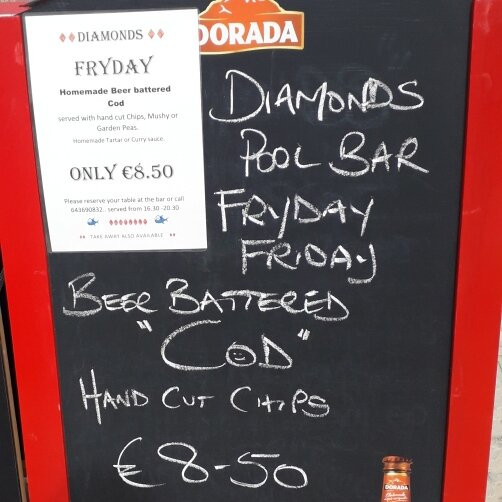 DIAMONDS
FRYDAY
Homemade Beer battered
Cod
served with hand cut Chips, Mushy or
Garden Peas.
Homemade Tartar or Curry sauce.
ONLY €8.50
Please reserve your table at the bar or call
643690832. served from 16.30 -20.30
TAKE AWAY ALSO AVAILABLE
DORADA
DIAMONDS
POOL BAR
FRYDAY
FRIDAY
BEER BATTERED
"COD"
HAND CUT CHIPS
€8-50
DORADA